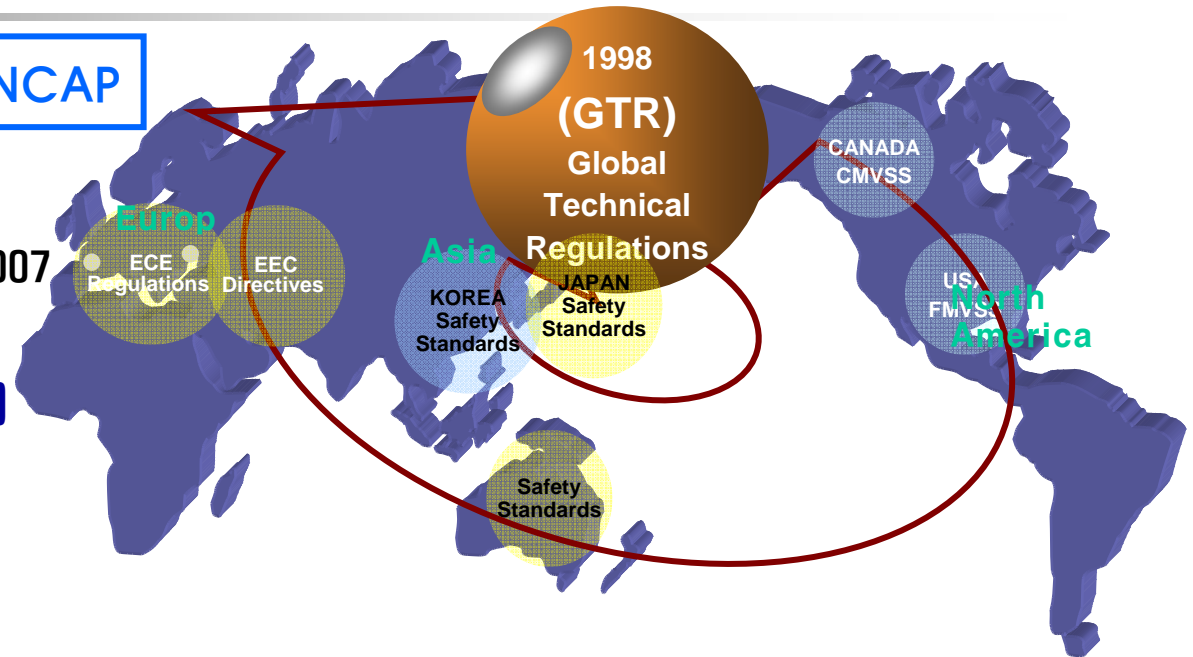 NCAP
1998
(GTR)
Global
Technical
Regulations
CANADA
CMVSS
Europ
ECE
Regulations
EEC
Directives
007
Asia
KOREA
Safety
Standards
JAPAN
Safety
Standards
USA
FMVSS
North
America
Safety
Standards